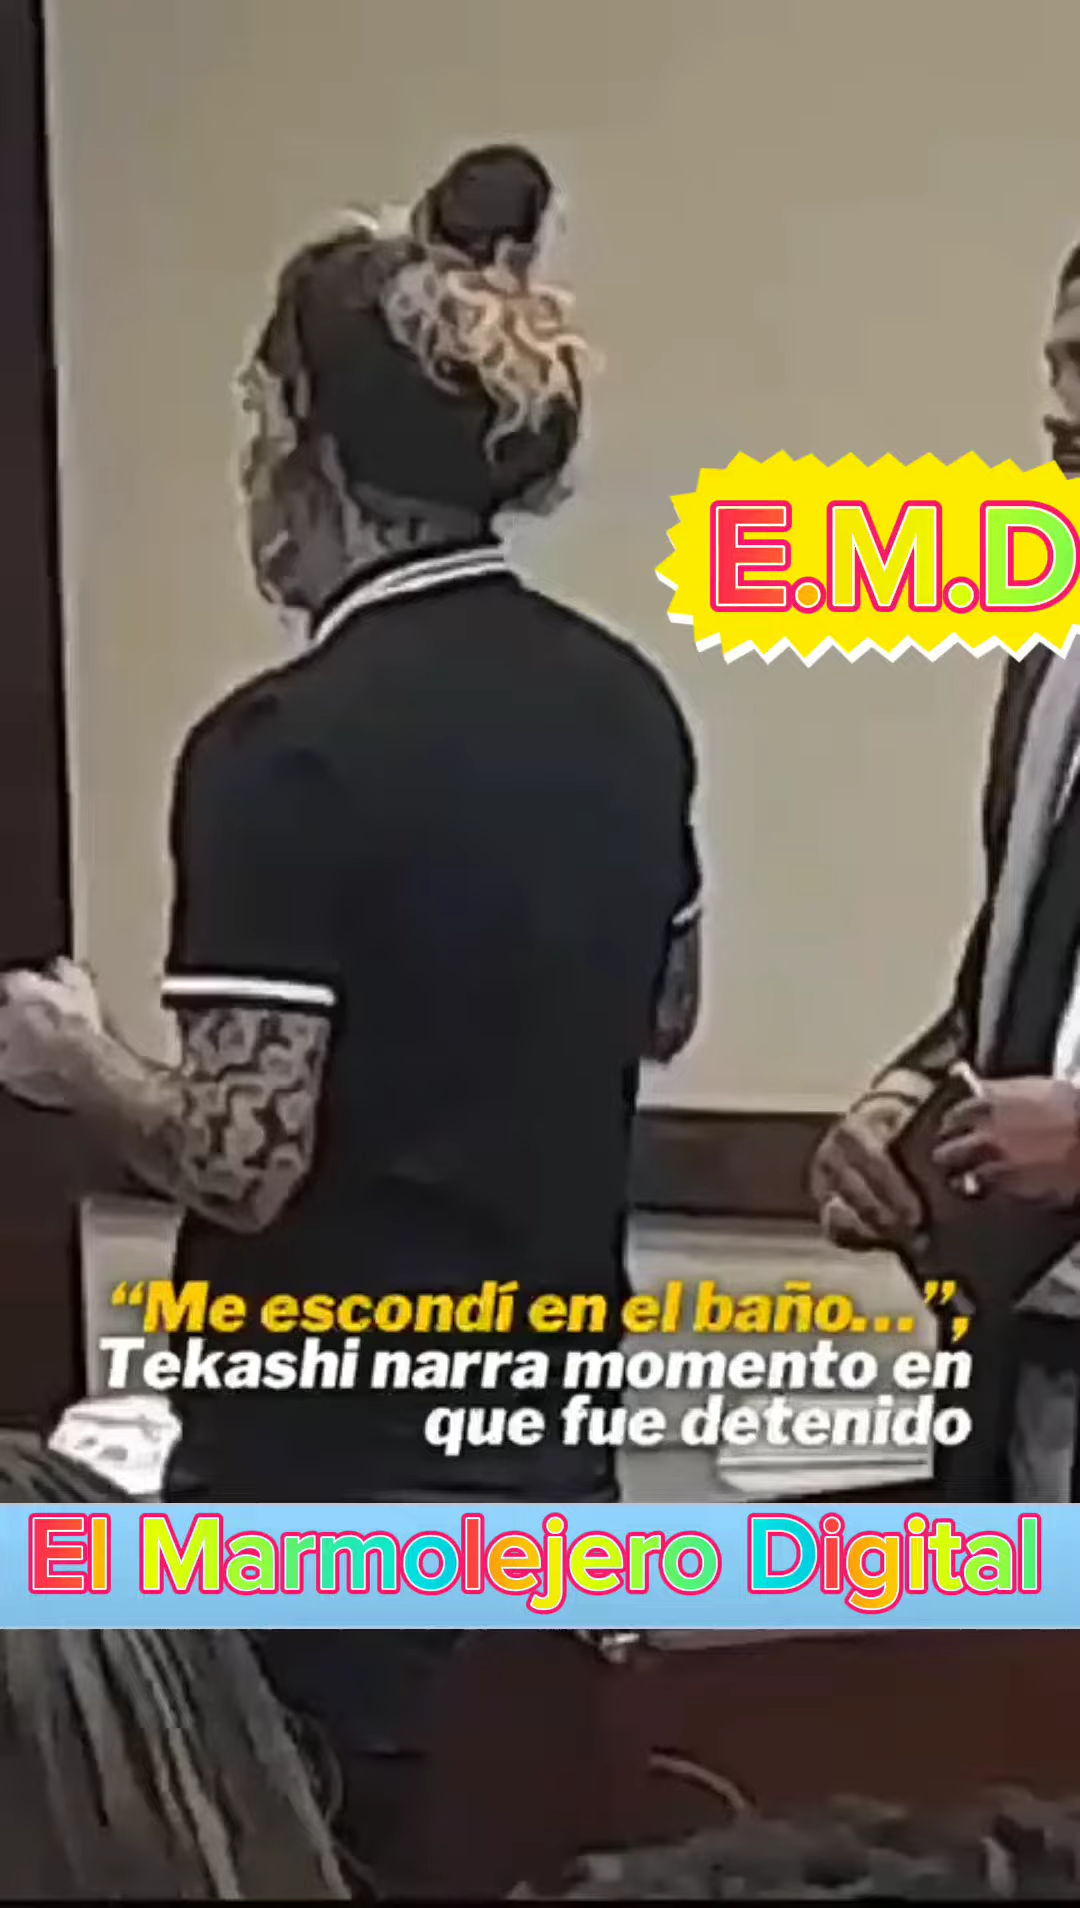 E.M.D
“Me escondí en el baño...”,
Tekashi narra momento en
que fue detenido
El Marmolejero Digital